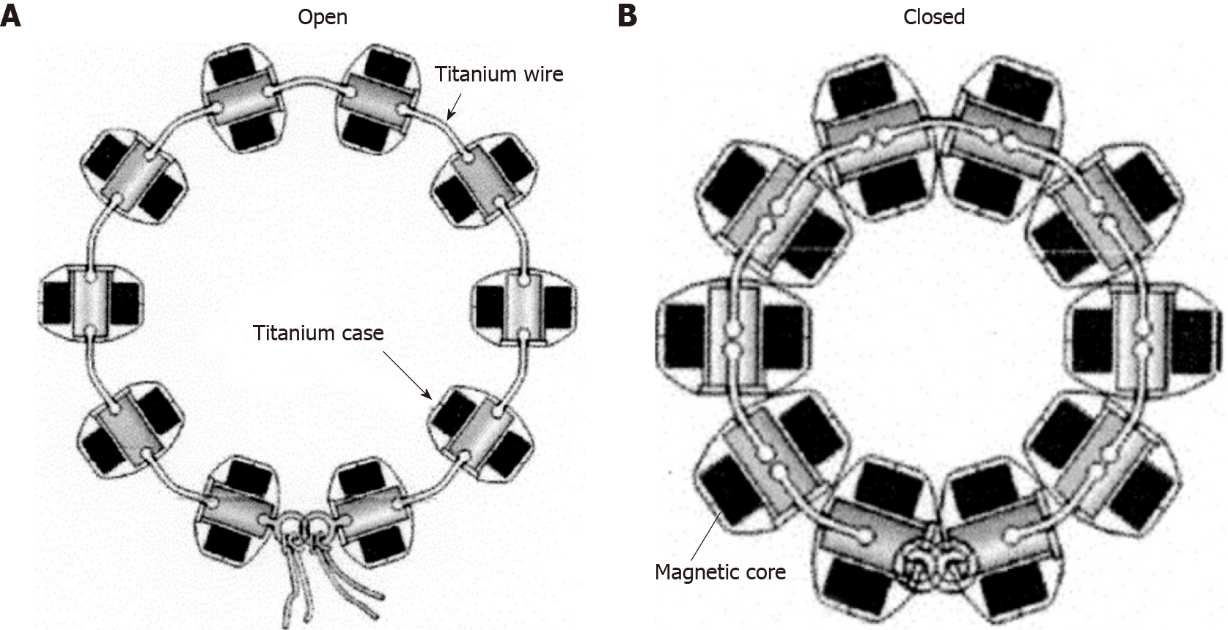 A
Open
B
Closed
Titanium wire
Titanium case
Magnetic core